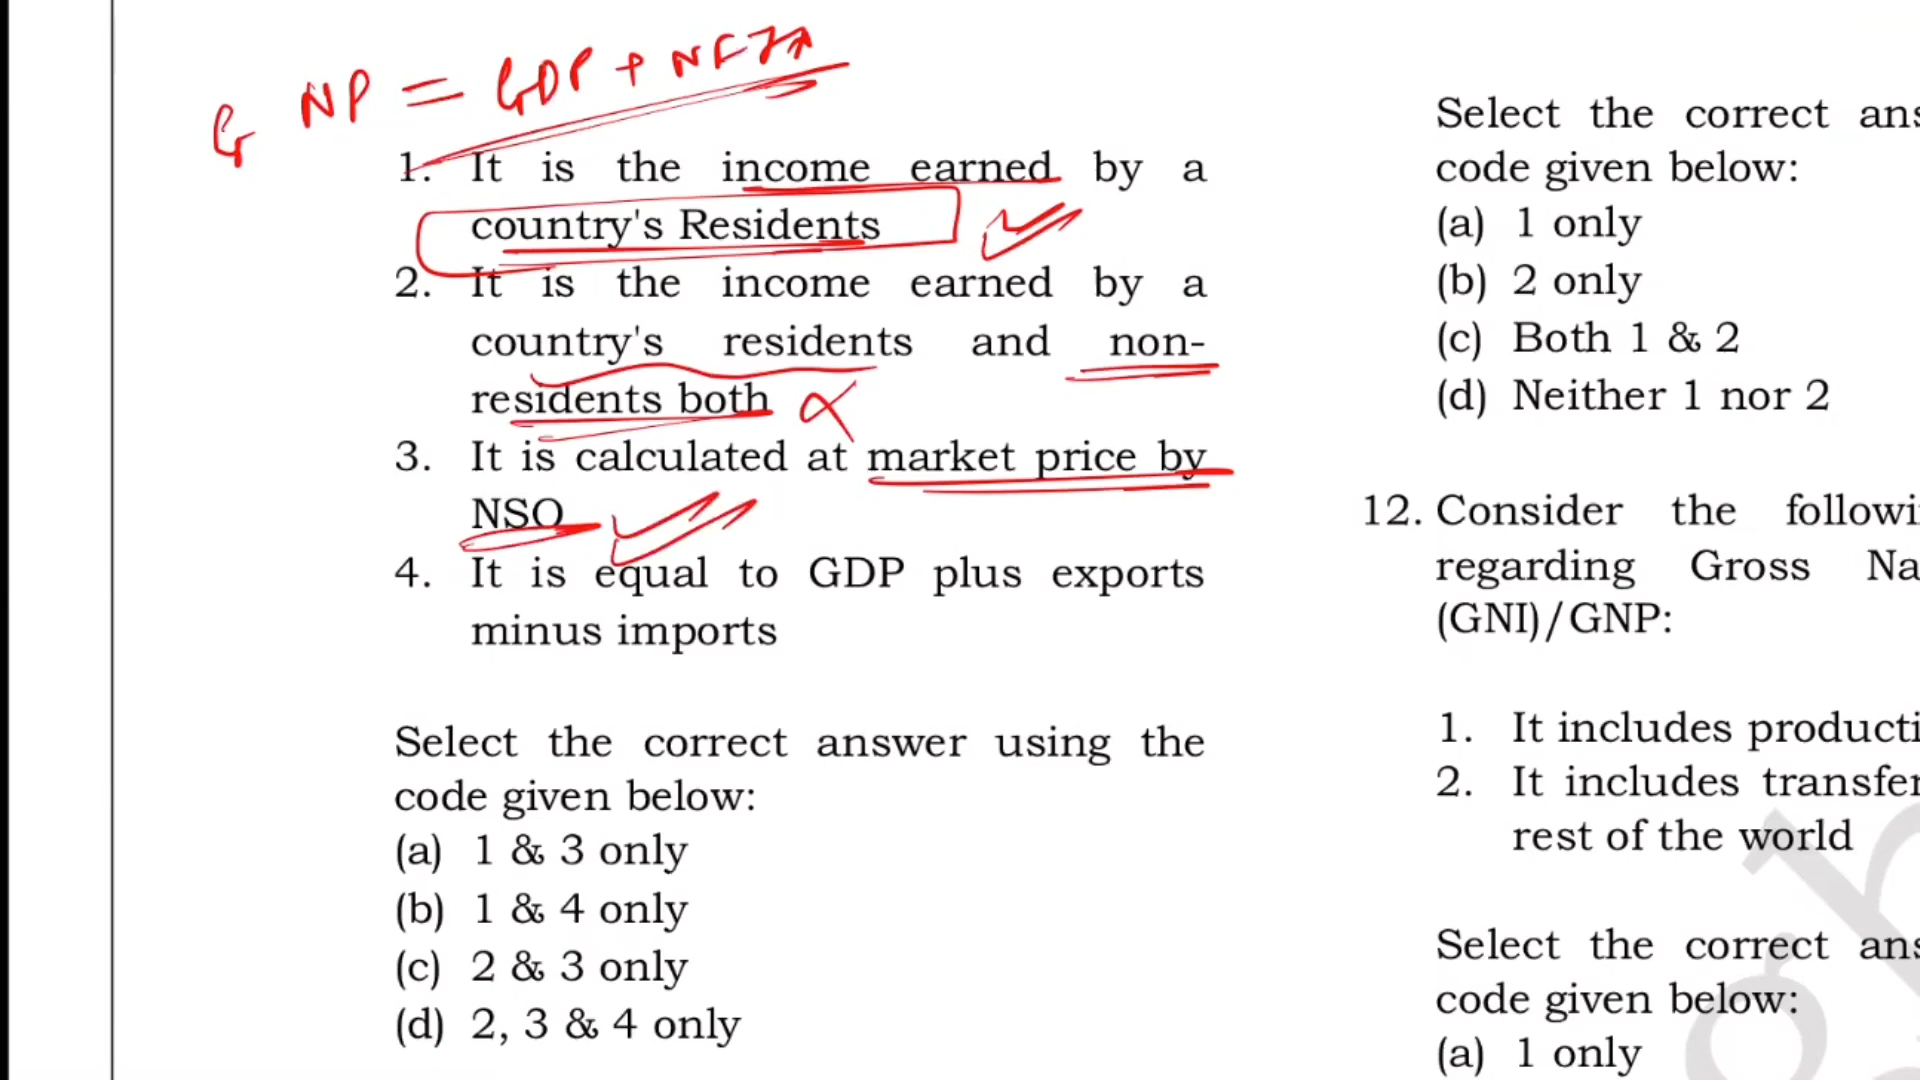 GNP = GDP + NFIA
1. It is the income earned by a
country's Residents
2. It is the income earned by a
country's residents and non-
residents both
3. It is calculated at market price by
NSO
4. It is equal to GDP plus exports
minus imports
Select the correct answer using the
code given below:
(a) 1 & 3 only
(b) 1 & 4 only
(c) 2 & 3 only
(d) 2, 3 & 4 only
Select the correct ans
code given below:
(a) 1 only
(b) 2 only
(c) Both 1 & 2
(d) Neither 1 nor 2
12. Consider the followi
regarding Gross Na
(GNI)/GNP:
1. It includes producti
2. It includes transfer
rest of the world
Select the correct ans
code given below:
(a) 1 only